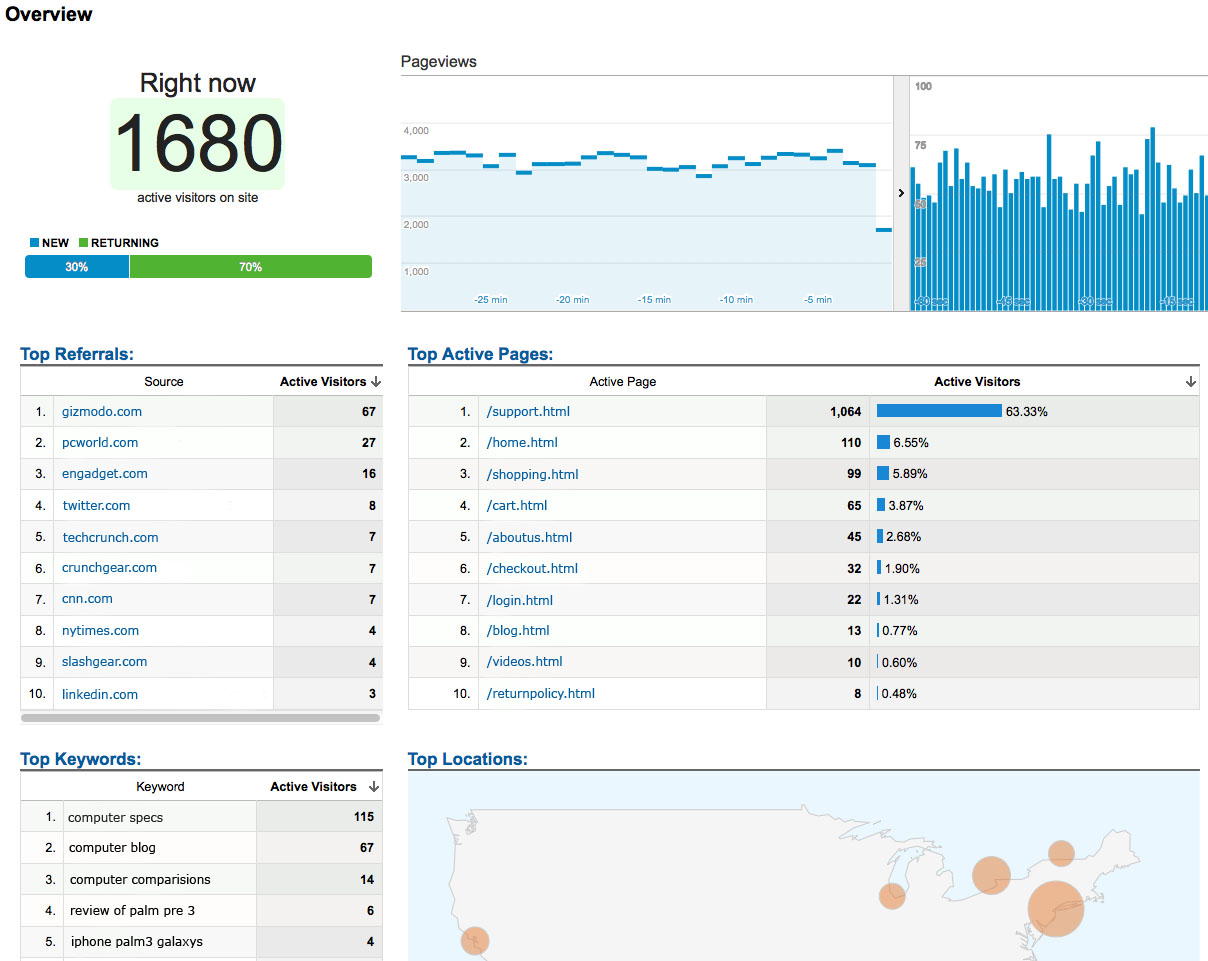 Overview
Right now
1680
active visitors on site
NEW RETURNING
30% 70%
Pageviews
4,000
3,000
2,000
1,000
-25 min -20 min -15 min -10 min -5 min
100
75
50
25
-60 sec -45 sec -30 sec -15 sec
Top Referrals:
Source Active Visitors
1. gizmodo.com 67
2. pcworld.com 27
3. engadget.com 16
4. twitter.com 8
5. techcrunch.com 7
6. crunchgear.com 7
7. cnn.com 7
8. nytimes.com 4
9. slashgear.com 4
10. linkedin.com 3
Top Active Pages:
Active Page Active Visitors
1. /support.html 1,064 63.33%
2. /home.html 110 6.55%
3. /shopping.html 99 5.89%
4. /cart.html 65 3.87%
5. /aboutus.html 45 2.68%
6. /checkout.html 32 1.90%
7. /login.html 22 1.31%
8. /blog.html 13 0.77%
9. /videos.html 10 0.60%
10. /returnpolicy.html 8 0.48%
Top Keywords:
Keyword Active Visitors
1. computer specs 115
2. computer blog 67
3. computer comparisions 14
4. review of palm pre 3 6
5. iphone palm3 galaxys 4
Top Locations: